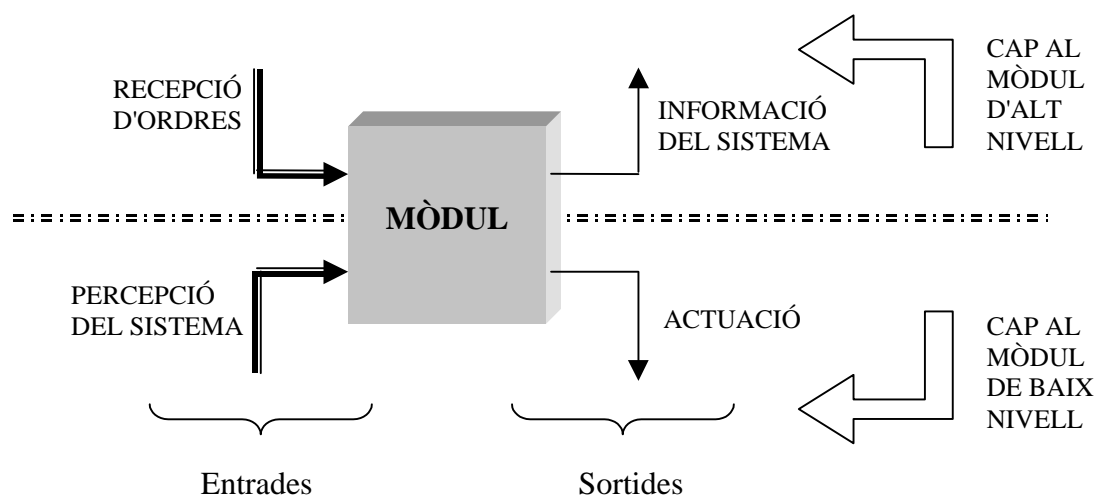 RECEPCIÓ
D'ORDRES
INFORMACIÓ
DEL SISTEMA
CAP AL
MÒDUL
D'ALT
NIVELL
MÒDUL
PERCEPCIÓ
DEL SISTEMA
ACTUACIÓ
CAP AL
MÒDUL
DE BAIX
NIVELL
Entrades
Sortides